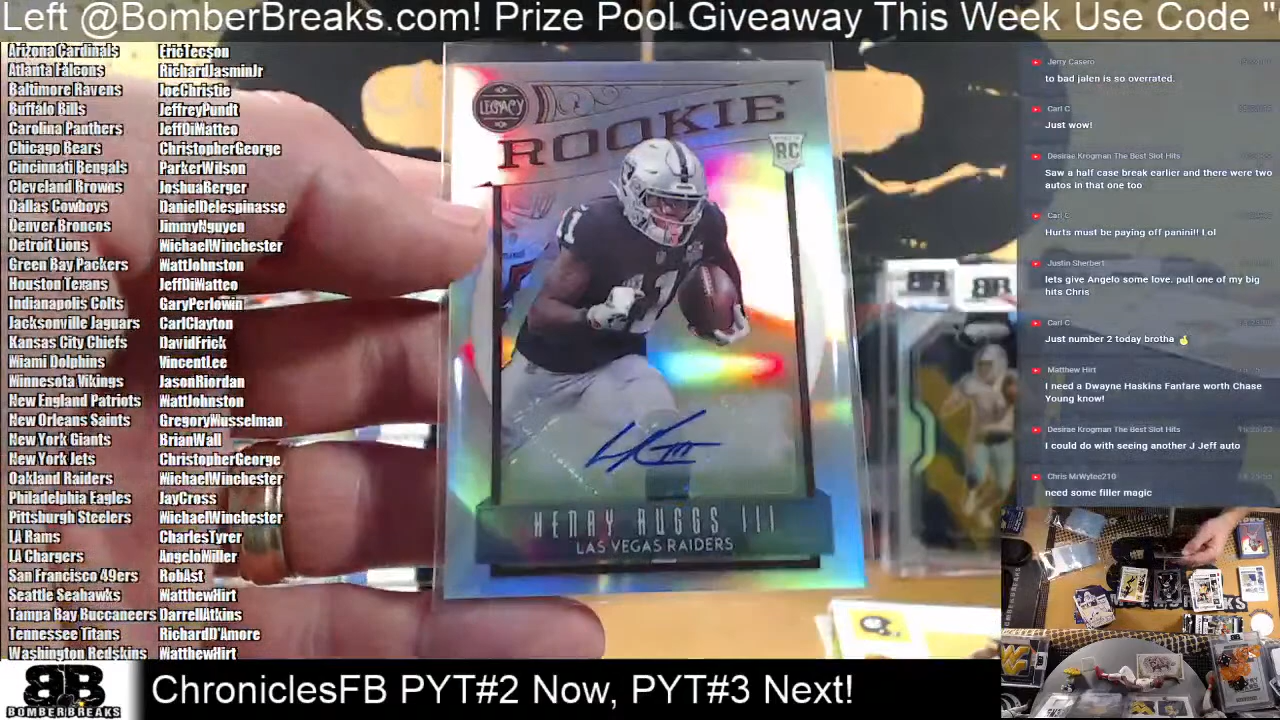 Left @BomberBreaks.com! Prize Pool Giveaway This Week Use Code "
Arizona Cardinals EricTecson
Atlanta Falcons RichardJasminJr
Baltimore Ravens JoeChristie
Buffalo Bills JeffreyPundt
Carolina Panthers JeffDiMatteo
Chicago Bears ChristopherGeorge
Cincinnati Bengals ParkerWilson
Cleveland Browns JoshuaBerger
Dallas Cowboys DanielDelespinasse
Denver Broncos JimmyNguyen
Detroit Lions MichaelWinchester
Green Bay Packers WattJohnston
Houston Texans JeffDiMatteo
Indianapolis Colts GaryPerlowin
Jacksonville Jaguars CarlClayton
Kansas City Chiefs DavidFrick
Miami Dolphins VincentLee
Minnesota Vikings JasonRiordan
New England Patriots WattJohnston
New Orleans Saints GregoryMusselman
New York Giants BrianWall
New York Jets ChristopherGeorge
Oakland Raiders MichaelWinchester
Philadelphia Eagles JayCross
Pittsburgh Steelers MichaelWinchester
LA Rams CharlesTyrer
LA Chargers AngeloMiller
San Francisco 49ers RobAst
Seattle Seahawks MatthewHirt
Tampa Bay Buccaneers DarrellAtkins
Tennessee Titans RichardD'Amore
Washington Redskins MatthewHirt
LEGACY
ROOKIE
RC
11
HENRY RUGGS III
LAS VEGAS RAIDERS
Jerry Casero
to bad jalen is so overrated.
Carl C
Just wow!
Desirae Krogman The Best Slot Hits
Saw a half case break earlier and there were two
autos in that one too
Carl C
Hurts must be paying off panini!! Lol
Justin Sherbert
lets give Angelo some love. pull one of my big
hits Chris
Carl C
Just number 2 today brotha
Matthew Hirt
I need a Dwayne Haskins Fanfare worth Chase
Young know!
Desirae Krogman The Best Slot Hits
I could do with seeing another J Jeff auto
Chris MrWylee210
need some filler magic
BB
BOMBERBREAKS
ChroniclesFB PYT#2 Now, PYT#3 Next!